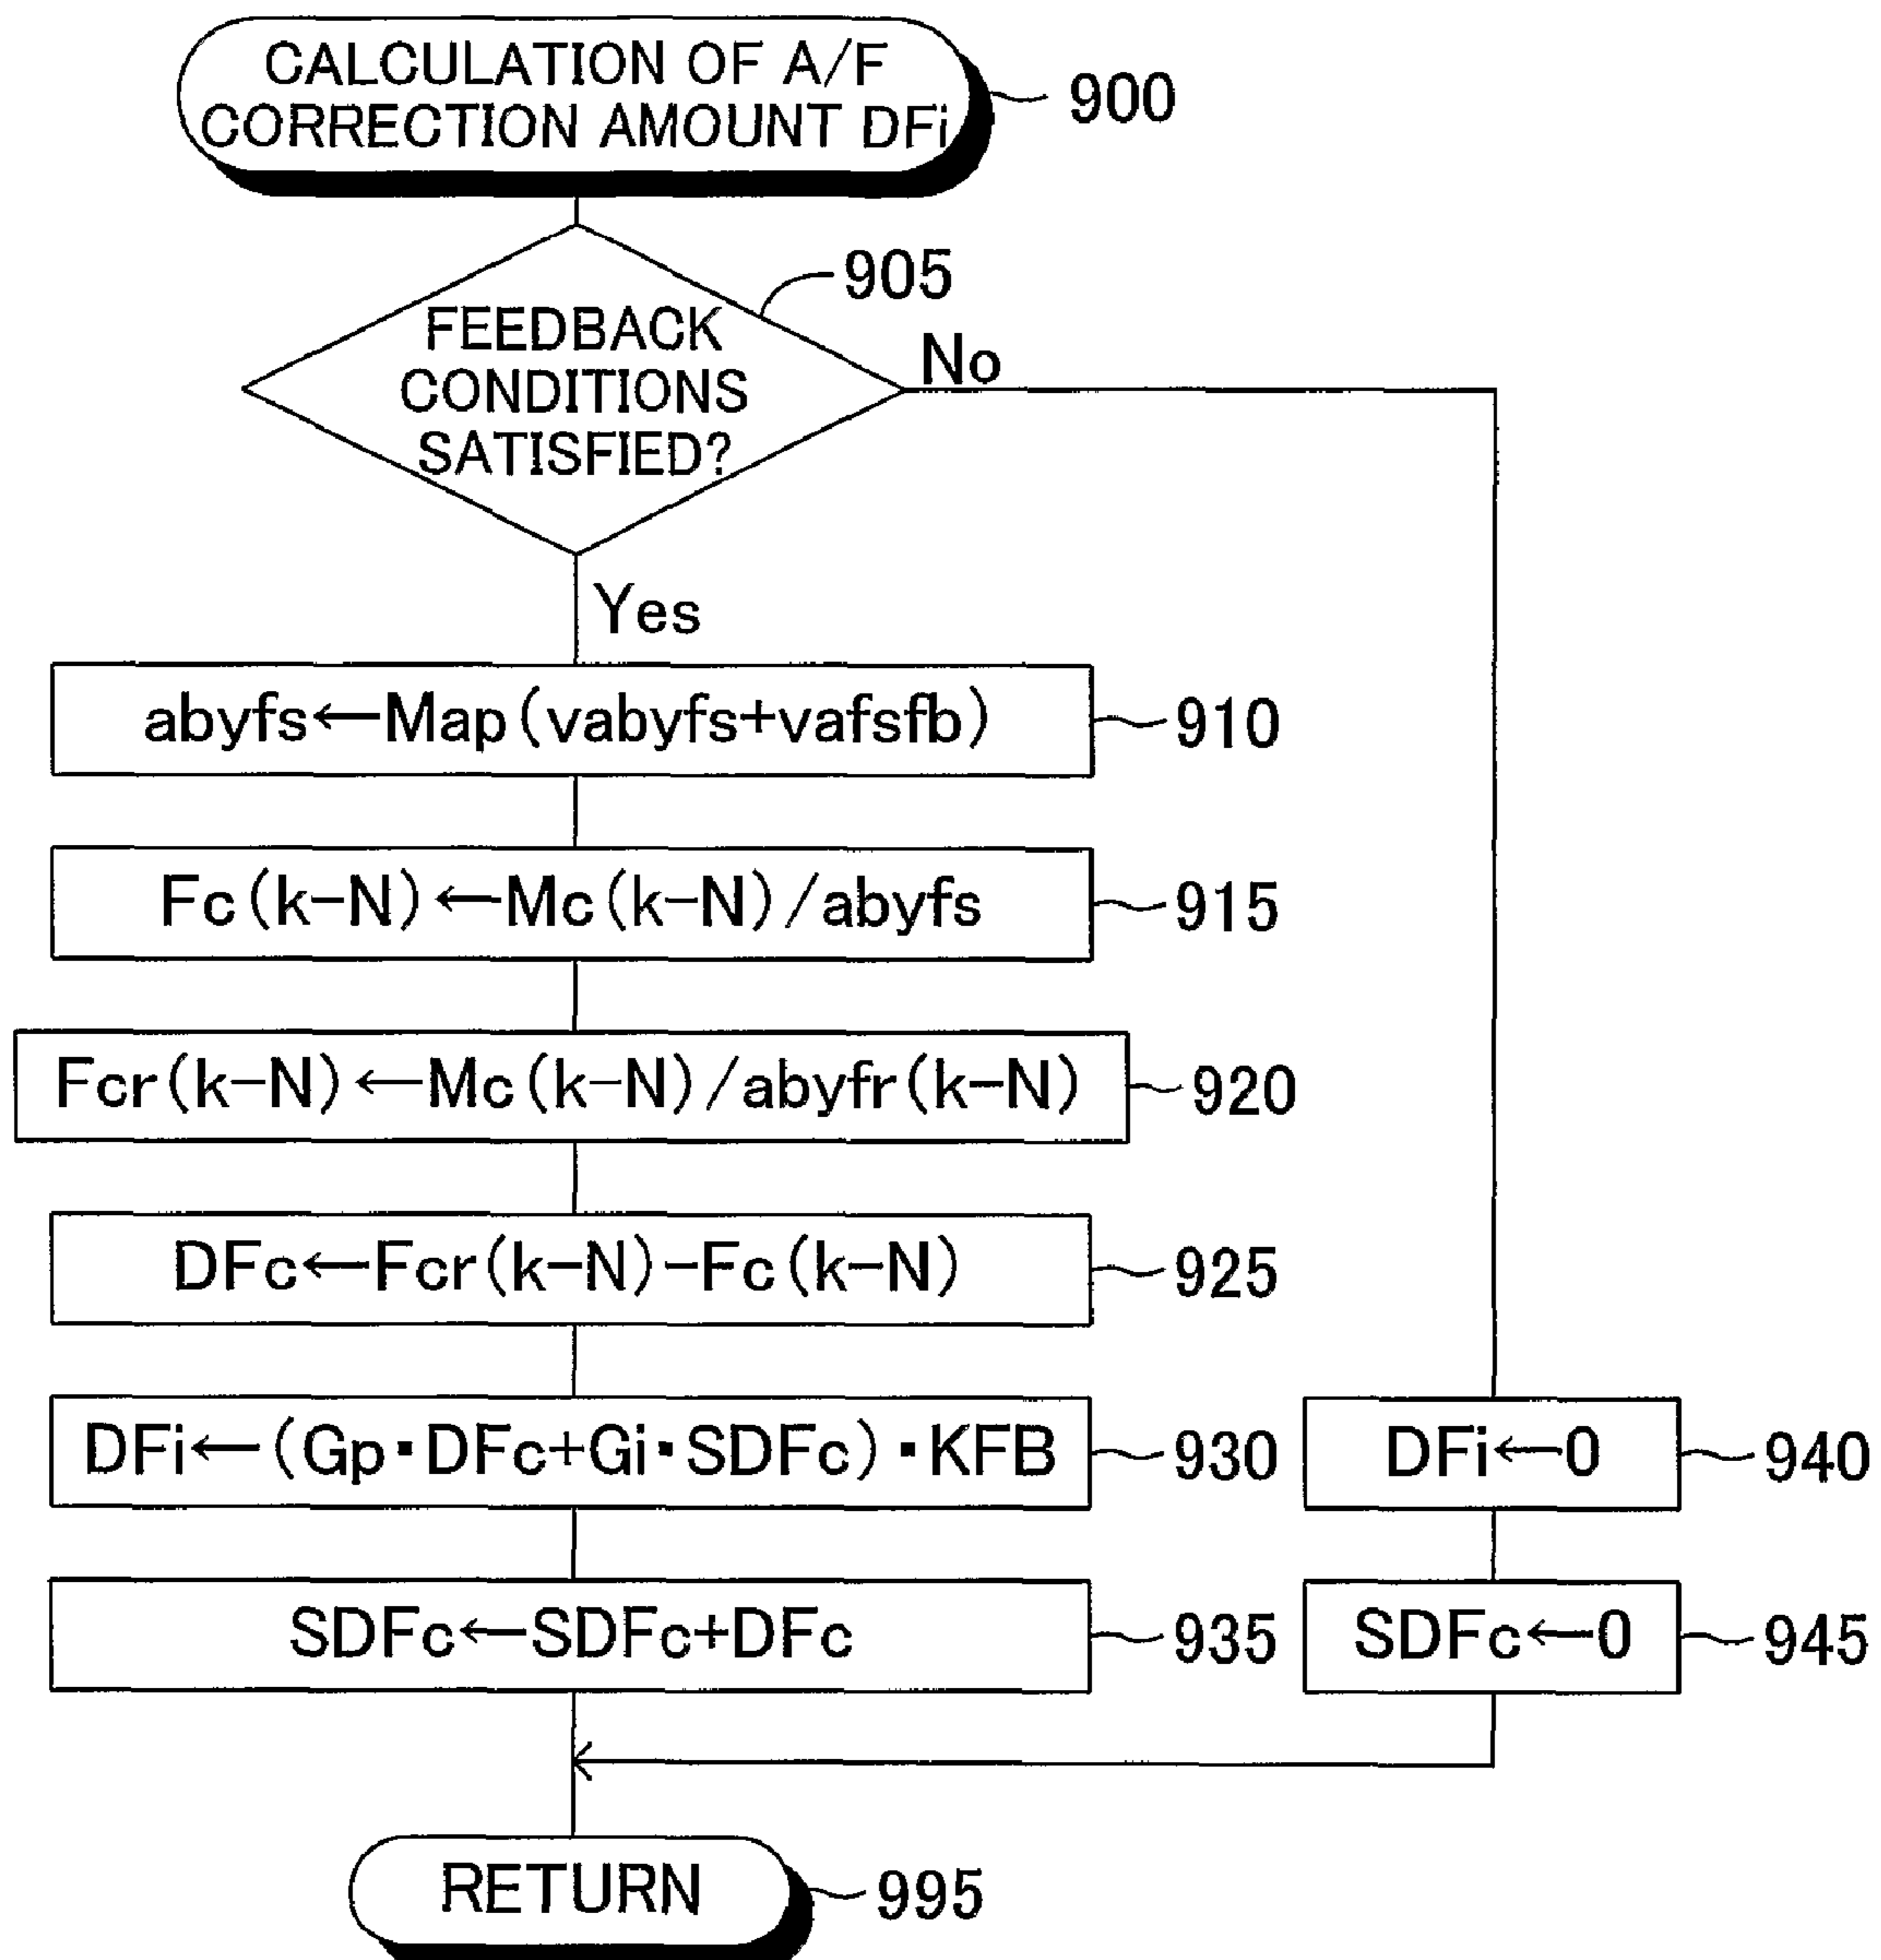 CALCULATION OF A/F
CORRECTION AMOUNT DFi
900
905
FEEDBACK
CONDITIONS
SATISFIED?
No
Yes
abyfs←Map(vabyfs+vafsfb)
910
Fc(k-N)←Mc(k-N)/abyfs
915
Fcr(k-N)←Mc(k-N)/abyfr(k-N)
920
DFc←Fcr(k-N)-Fc(k-N)
925
DFi←(Gp·DFc+Gi·SDFc)·KFB
930
DFi←0
940
SDFc←SDFc+DFc
935
SDFc←0
945
RETURN
995